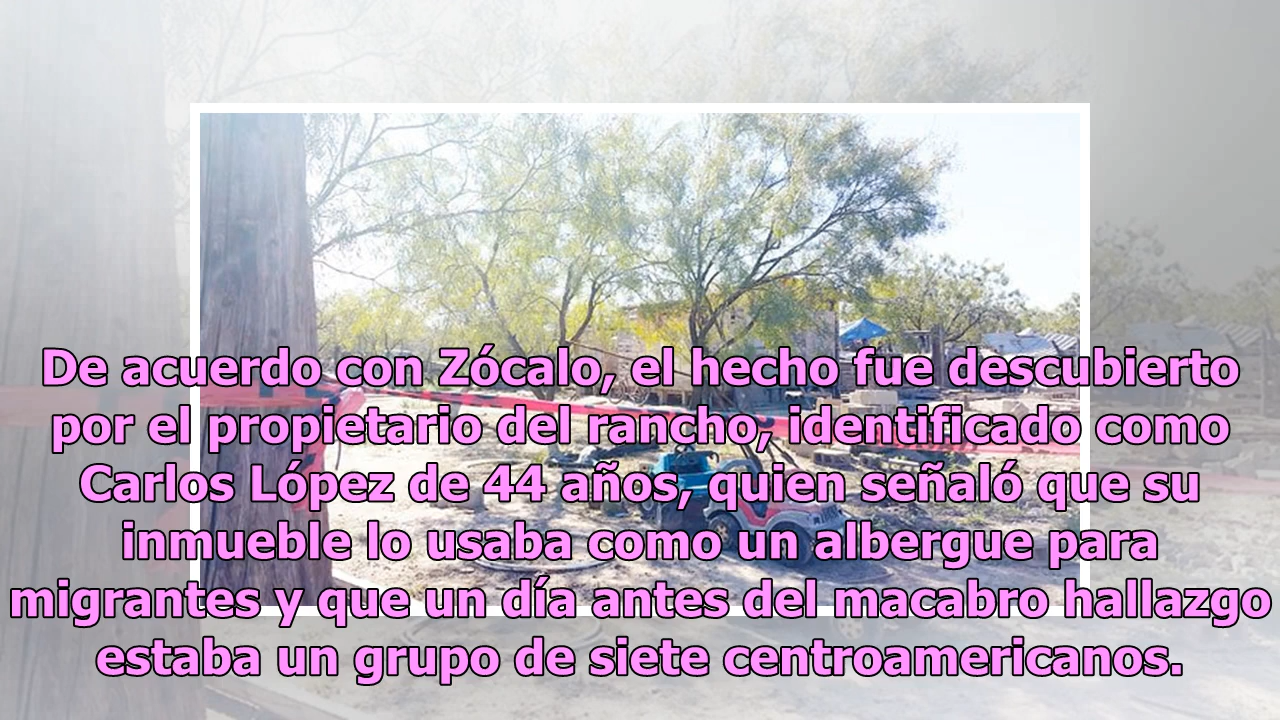 De acuerdo con Zócalo, el hecho fue descubierto
por el propietario del rancho, identificado como
Carlos López de 44 años, quien señaló que su
inmueble lo usaba como un albergue para
migrantes y que un día antes del macabro hallazgo
estaba un grupo de siete centroamericanos.